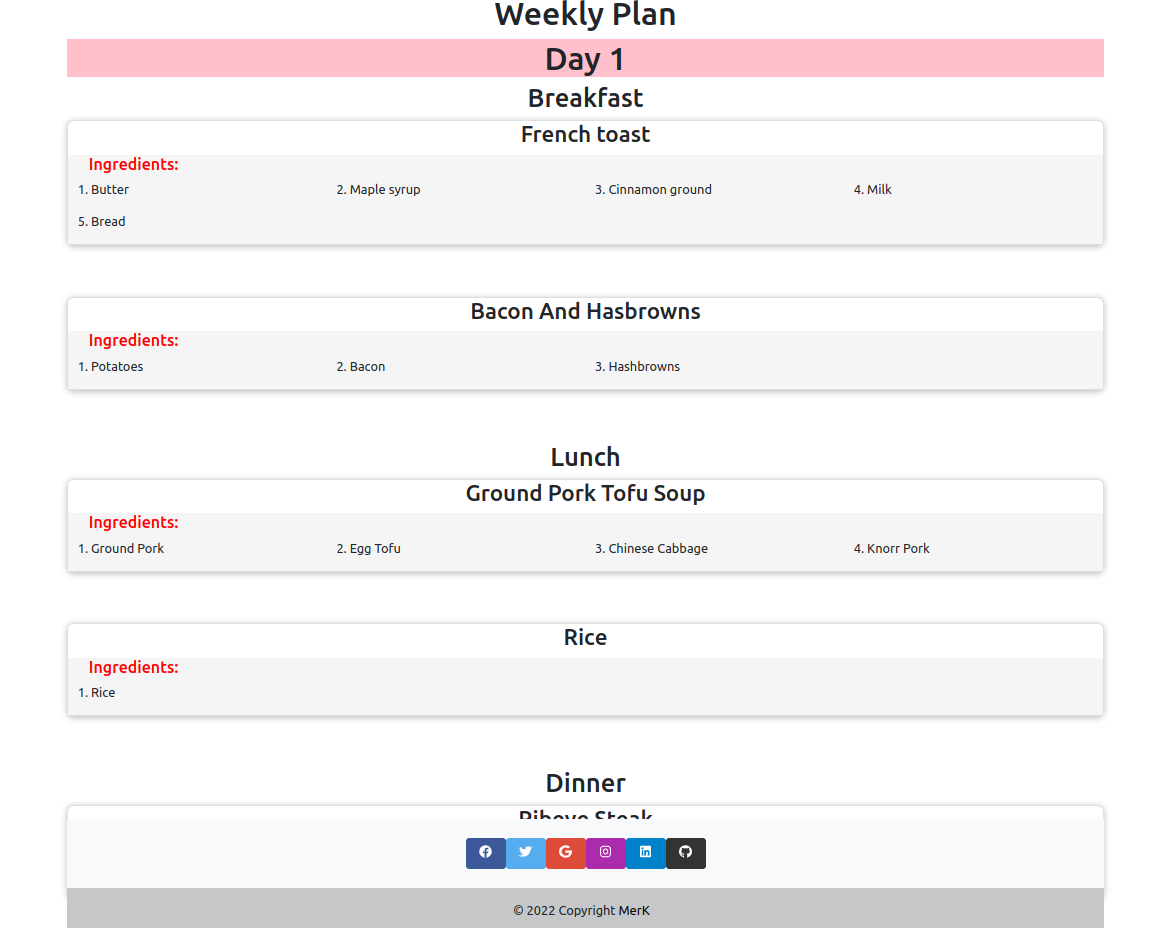 Weekly Plan
Day 1
Breakfast
French toast
Ingredients:
1. Butter 2. Maple syrup 3. Cinnamon ground 4. Milk
5. Bread
Bacon And Hasbrowns
Ingredients:
1. Potatoes 2. Bacon 3. Hashbrowns
Lunch
Ground Pork Tofu Soup
Ingredients:
1. Ground Pork 2. Egg Tofu 3. Chinese Cabbage 4. Knorr Pork
Rice
Ingredients:
1. Rice
Dinner
Ribeye Steak
© 2022 Copyright MerK